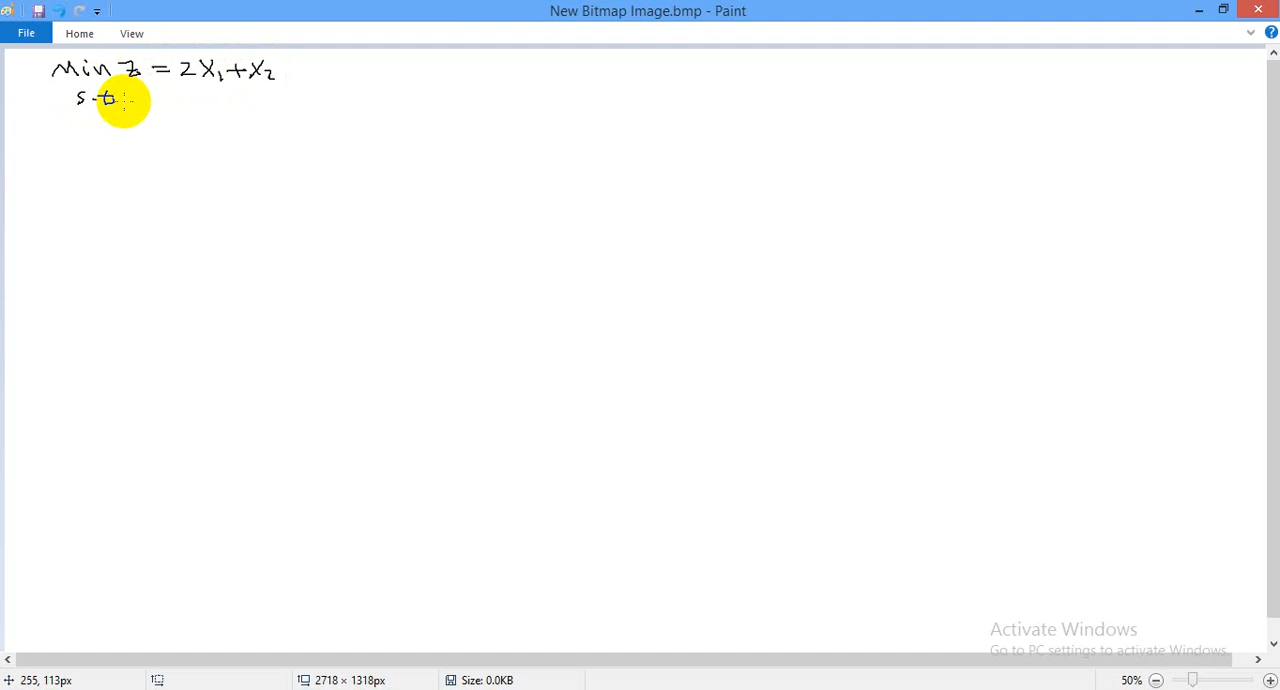 New Bitmap Image.bmp - Paint
File Home View
Min Z = 2X₁+X₂
s.t
Activate Windows
Go to PC settings to activate Windows.
255, 113px 2718 × 1318px Size: 0.0KB 50%